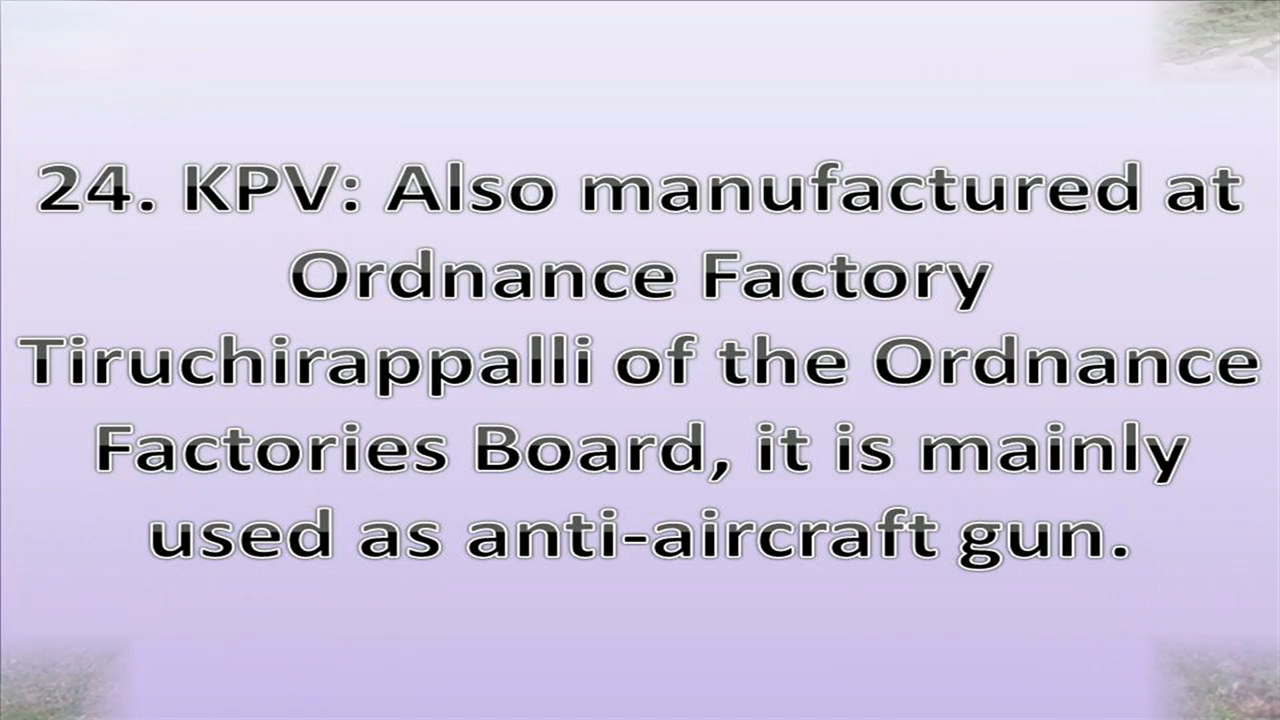 24. KPV: Also manufactured at
Ordnance Factory
Tiruchirappalli of the Ordnance
Factories Board, it is mainly
used as anti-aircraft gun.